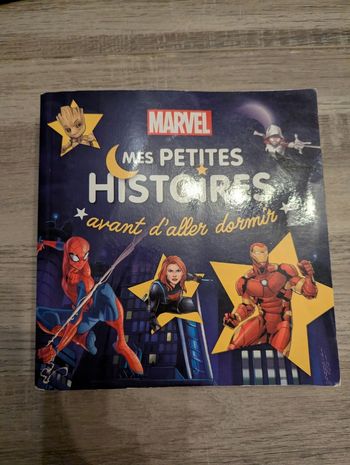 MARVEL
MES PETITES
HISTOIRES
avant d'aller dormir